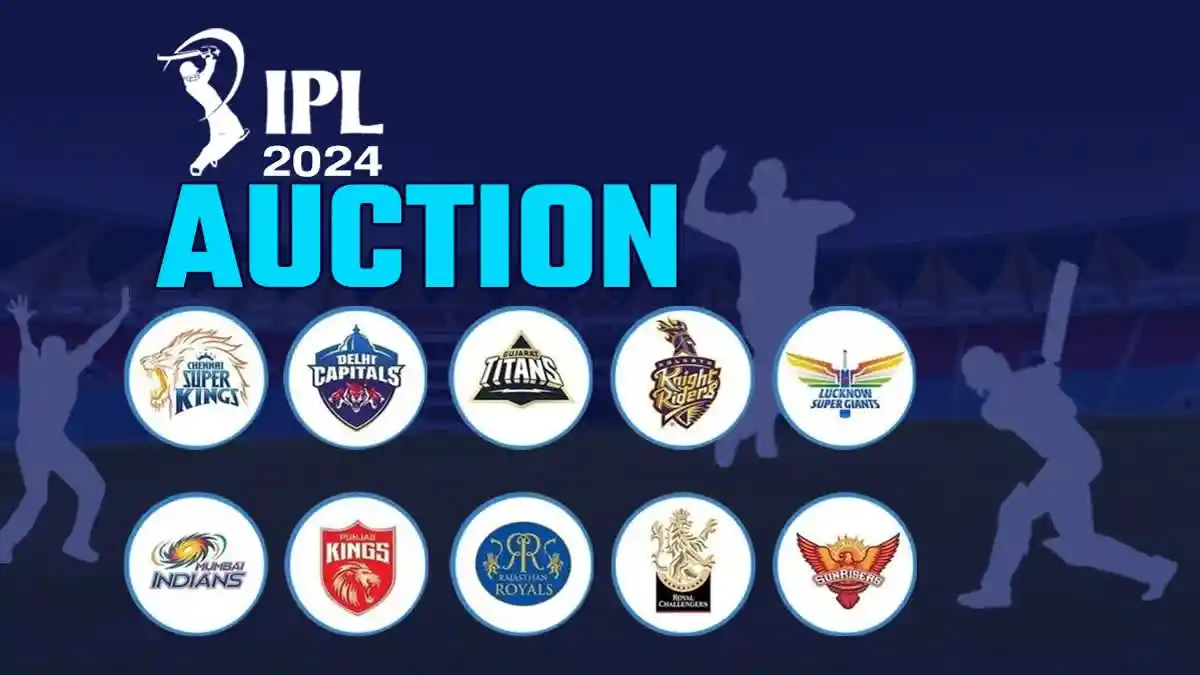 IPL
2024
AUCTION
CHENNAI
SUPER
KINGS
DELHI
CAPITALS
GUJARAT
TITANS
KOLKATA
Knight
Riders
LUCKNOW
SUPER GIANTS
MUMBAI
INDIANS
PUNJAB
KINGS
RR
RAJASTHAN
ROYALS
ROYAL
CHALLENGERS
SUNRISERS